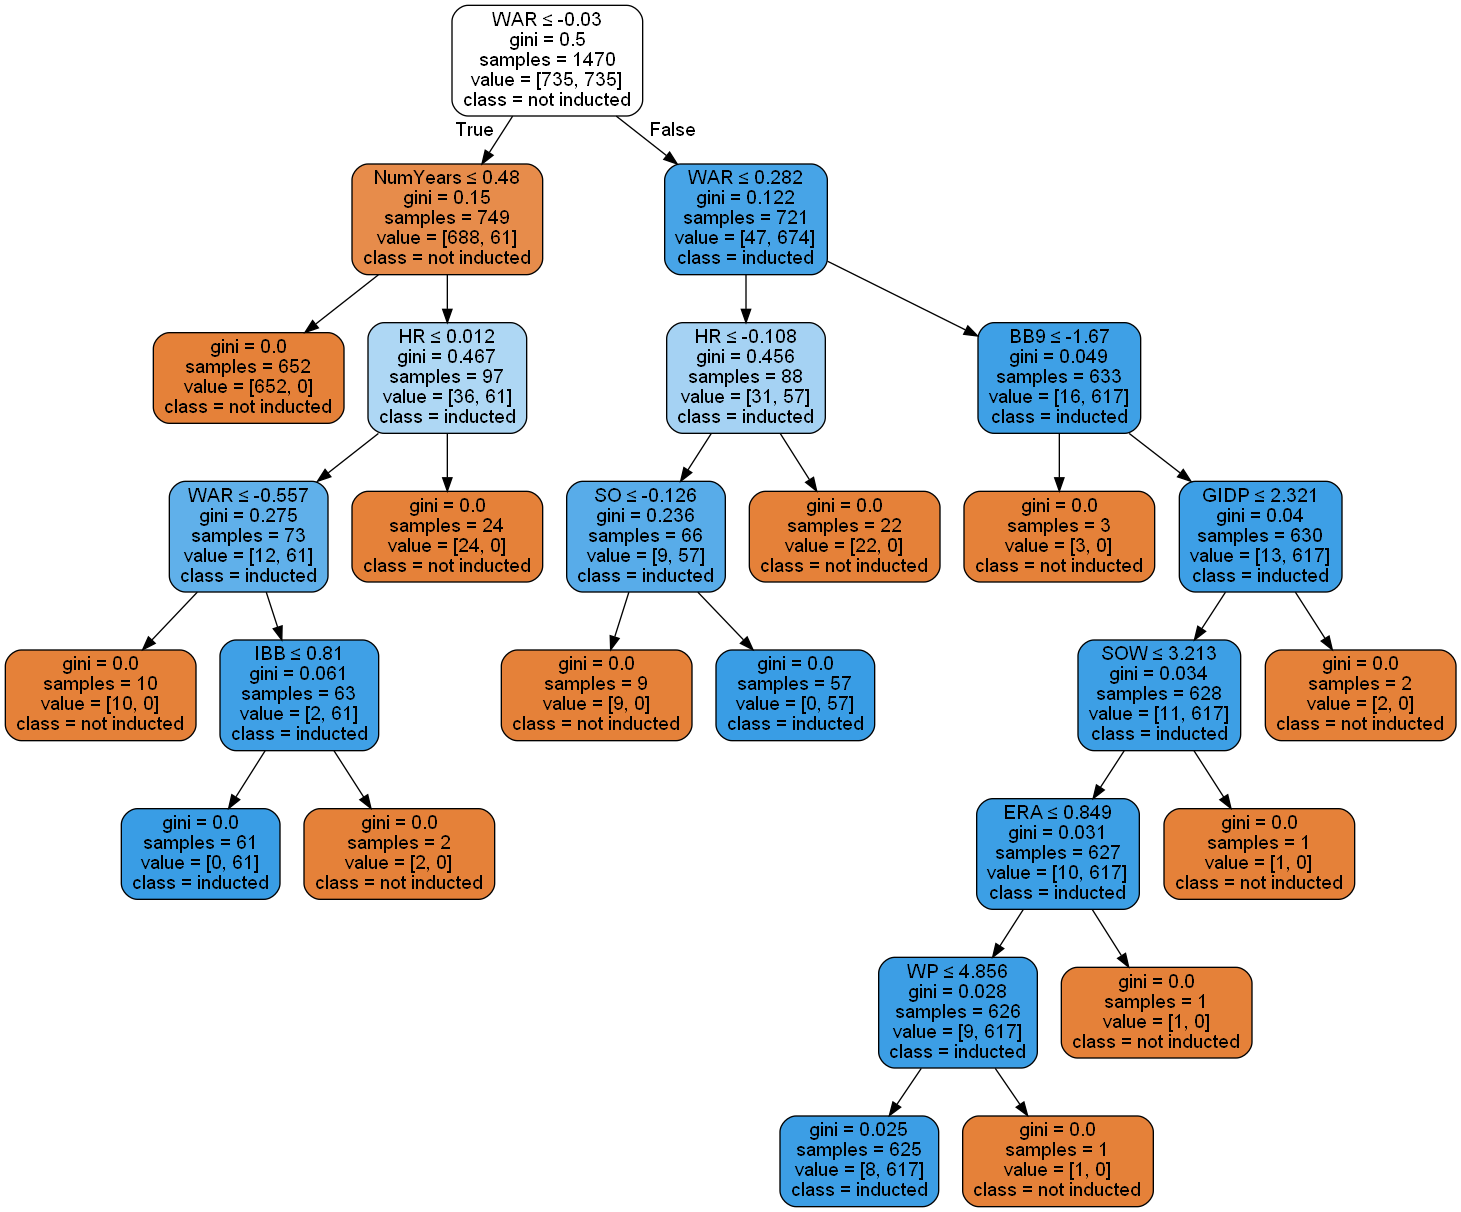 WAR ≤ -0.03
gini = 0.5
samples = 1470
value = [735, 735]
class = not inducted
True
False
NumYears ≤ 0.48
gini = 0.15
samples = 749
value = [688, 61]
class = not inducted
WAR ≤ 0.282
gini = 0.122
samples = 721
value = [47, 674]
class = inducted
gini = 0.0
samples = 652
value = [652, 0]
class = not inducted
HR ≤ 0.012
gini = 0.467
samples = 97
value = [36, 61]
class = inducted
HR ≤ -0.108
gini = 0.456
samples = 88
value = [31, 57]
class = inducted
BB9 ≤ -1.67
gini = 0.049
samples = 633
value = [16, 617]
class = inducted
WAR ≤ -0.557
gini = 0.275
samples = 73
value = [12, 61]
class = inducted
gini = 0.0
samples = 24
value = [24, 0]
class = not inducted
SO ≤ -0.126
gini = 0.236
samples = 66
value = [9, 57]
class = inducted
gini = 0.0
samples = 22
value = [22, 0]
class = not inducted
gini = 0.0
samples = 3
value = [3, 0]
class = not inducted
GIDP ≤ 2.321
gini = 0.04
samples = 630
value = [13, 617]
class = inducted
gini = 0.0
samples = 10
value = [10, 0]
class = not inducted
IBB ≤ 0.81
gini = 0.061
samples = 63
value = [2, 61]
class = inducted
gini = 0.0
samples = 9
value = [9, 0]
class = not inducted
gini = 0.0
samples = 57
value = [0, 57]
class = inducted
SOW ≤ 3.213
gini = 0.034
samples = 628
value = [11, 617]
class = inducted
gini = 0.0
samples = 2
value = [2, 0]
class = not inducted
gini = 0.0
samples = 61
value = [0, 61]
class = inducted
gini = 0.0
samples = 2
value = [2, 0]
class = not inducted
ERA ≤ 0.849
gini = 0.031
samples = 627
value = [10, 617]
class = inducted
gini = 0.0
samples = 1
value = [1, 0]
class = not inducted
WP ≤ 4.856
gini = 0.028
samples = 626
value = [9, 617]
class = inducted
gini = 0.0
samples = 1
value = [1, 0]
class = not inducted
gini = 0.025
samples = 625
value = [8, 617]
class = inducted
gini = 0.0
samples = 1
value = [1, 0]
class = not inducted